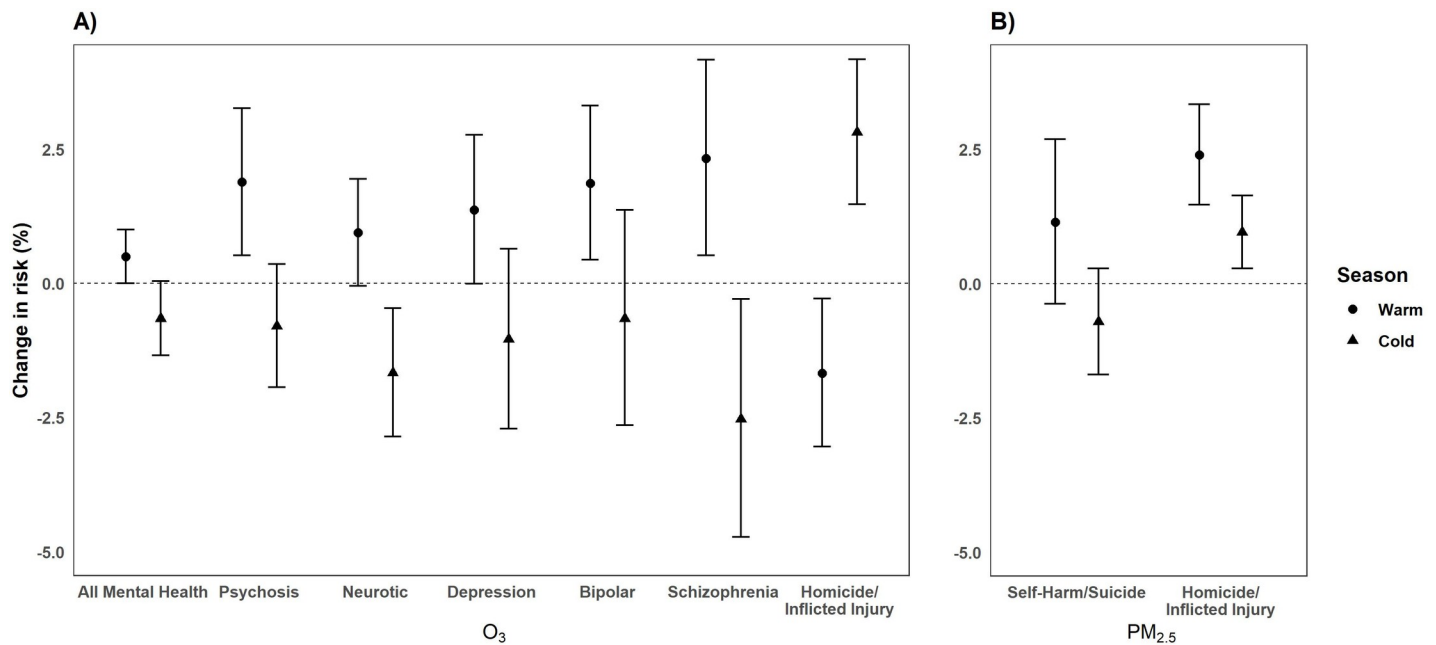 A)
B)
Change in risk (%)
2.5
0.0
-2.5
-5.0
2.5
0.0
-2.5
-5.0
All Mental Health
Psychosis
Neurotic
Depression
Bipolar
Schizophrenia
Homicide/
Inflicted Injury
O₃
Self-Harm/Suicide
Homicide/
Inflicted Injury
PM₂.₅
Season
Warm
Cold